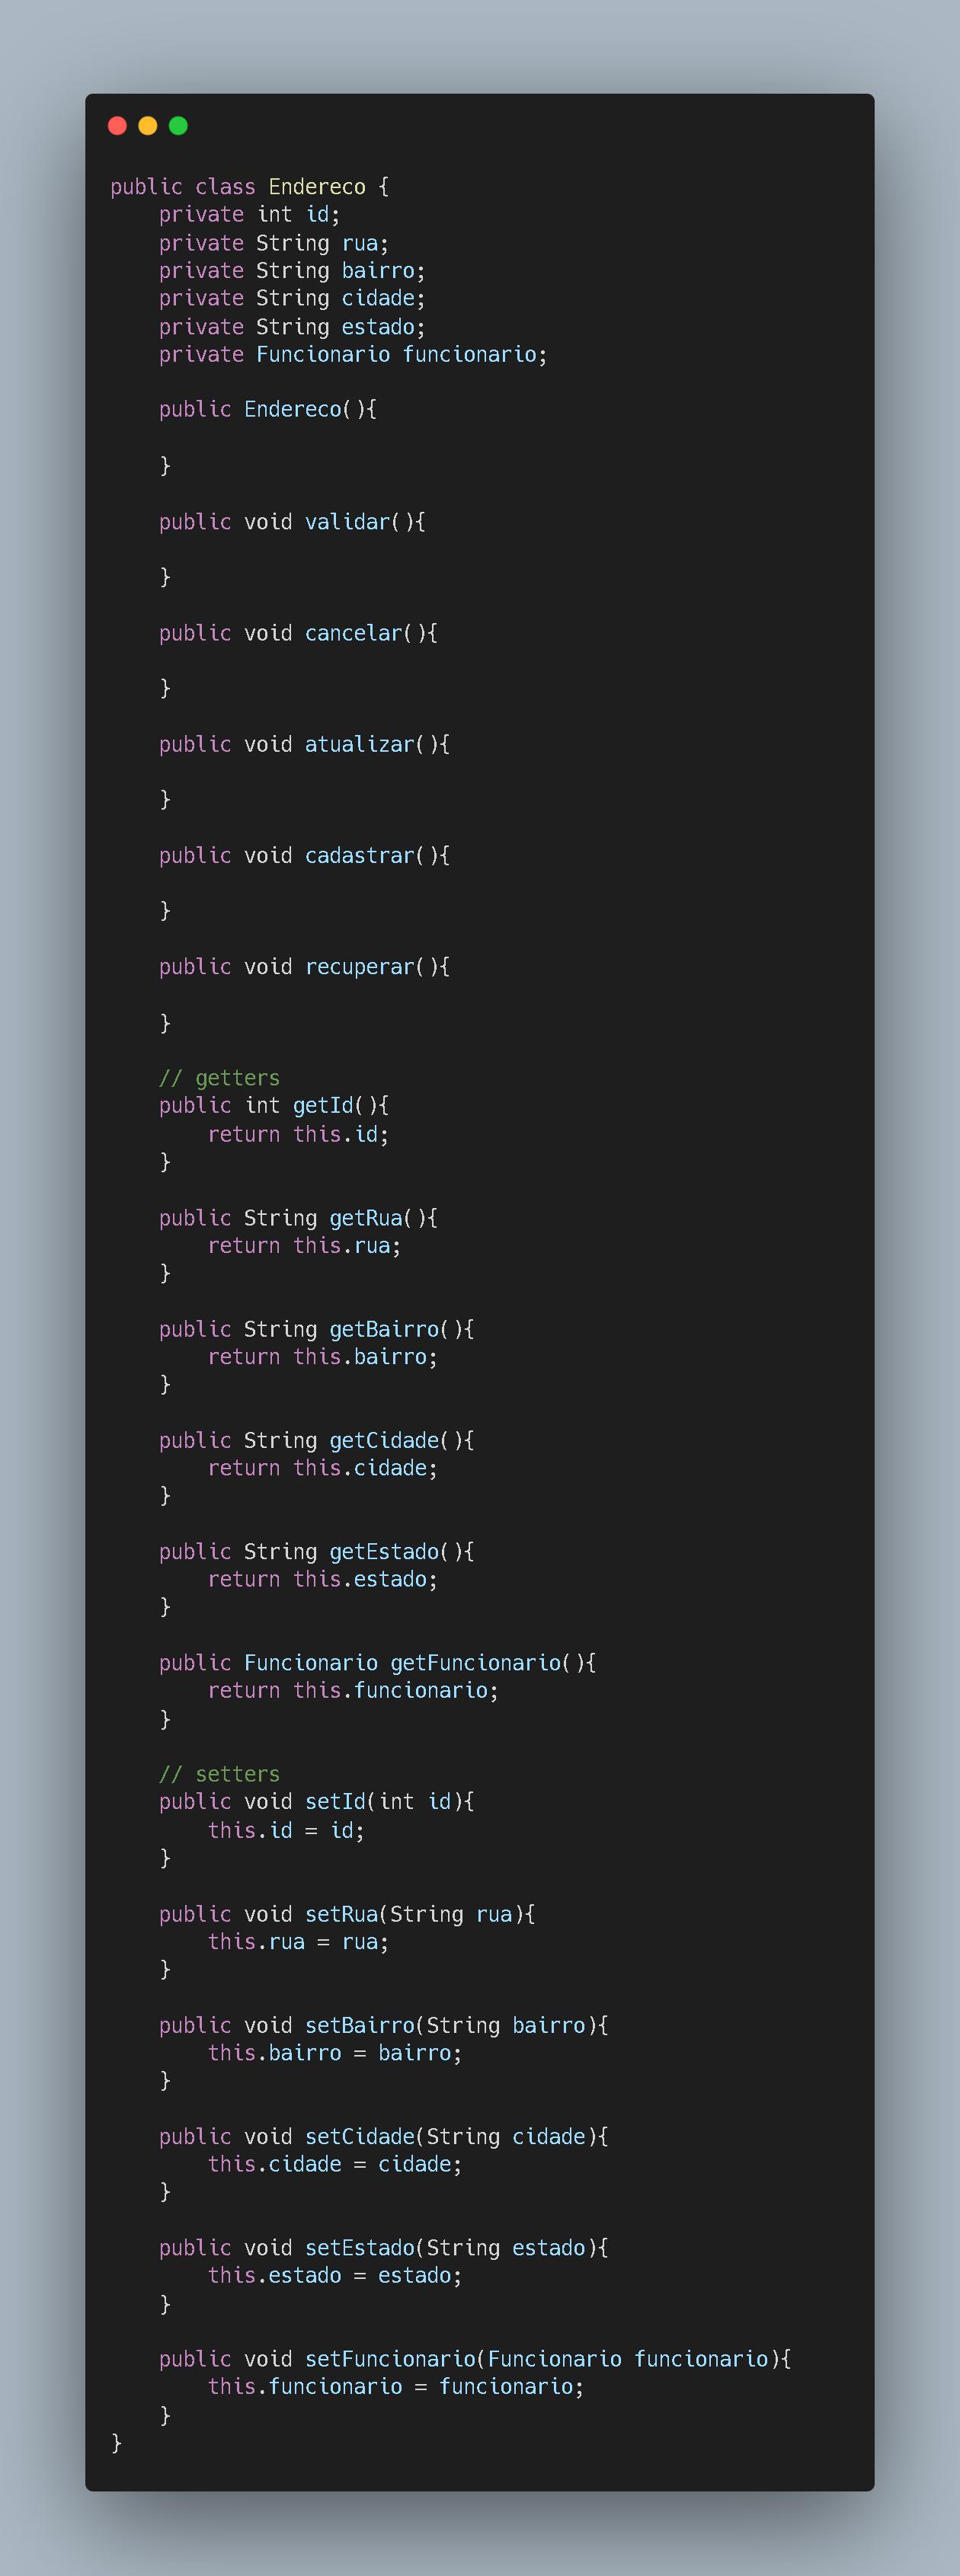 public class Endereco {
    private int id;
    private String rua;
    private String bairro;
    private String cidade;
    private String estado;
    private Funcionario funcionario;

    public Endereco(){

    }

    public void validar(){

    }

    public void cancelar(){

    }

    public void atualizar(){

    }

    public void cadastrar(){

    }

    public void recuperar(){

    }

    // getters
    public int getId(){
        return this.id;
    }

    public String getRua(){
        return this.rua;
    }

    public String getBairro(){
        return this.bairro;
    }

    public String getCidade(){
        return this.cidade;
    }

    public String getEstado(){
        return this.estado;
    }

    public Funcionario getFuncionario(){
        return this.funcionario;
    }

    // setters
    public void setId(int id){
        this.id = id;
    }

    public void setRua(String rua){
        this.rua = rua;
    }

    public void setBairro(String bairro){
        this.bairro = bairro;
    }

    public void setCidade(String cidade){
        this.cidade = cidade;
    }

    public void setEstado(String estado){
        this.estado = estado;
    }

    public void setFuncionario(Funcionario funcionario){
        this.funcionario = funcionario;
    }
}